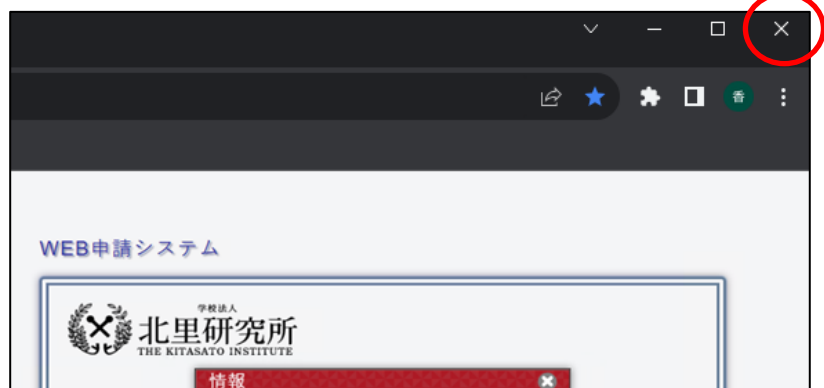 香
WEB申請システム
学校法人
北里研究所
THE KITASATO INSTITUTE
情報